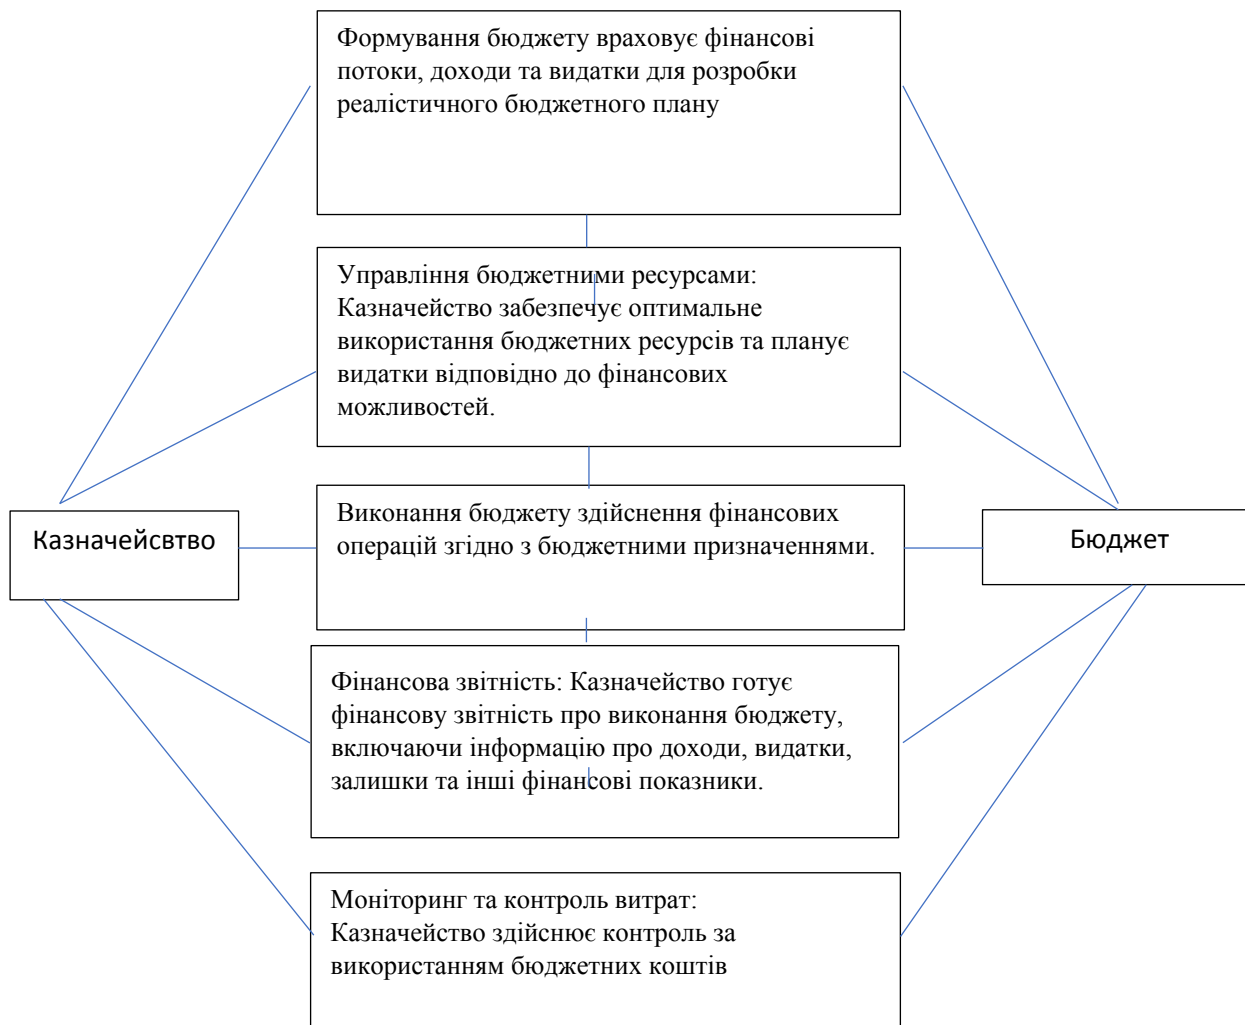 Формування бюджету враховує фінансові
потоки, доходи та видатки для розробки
реалістичного бюджетного плану
Управління бюджетними ресурсами:
Казначейство забезпечує оптимальне
використання бюджетних ресурсів та планує
видатки відповідно до фінансових
можливостей.
Казначейсвтво
Виконання бюджету здійснення фінансових
операцій згідно з бюджетними призначеннями.
Бюджет
Фінансова звітність: Казначейство готує
фінансову звітність про виконання бюджету,
включаючи інформацію про доходи, видатки,
залишки та інші фінансові показники.
Моніторинг та контроль витрат:
Казначейство здійснює контроль за
використанням бюджетних коштів